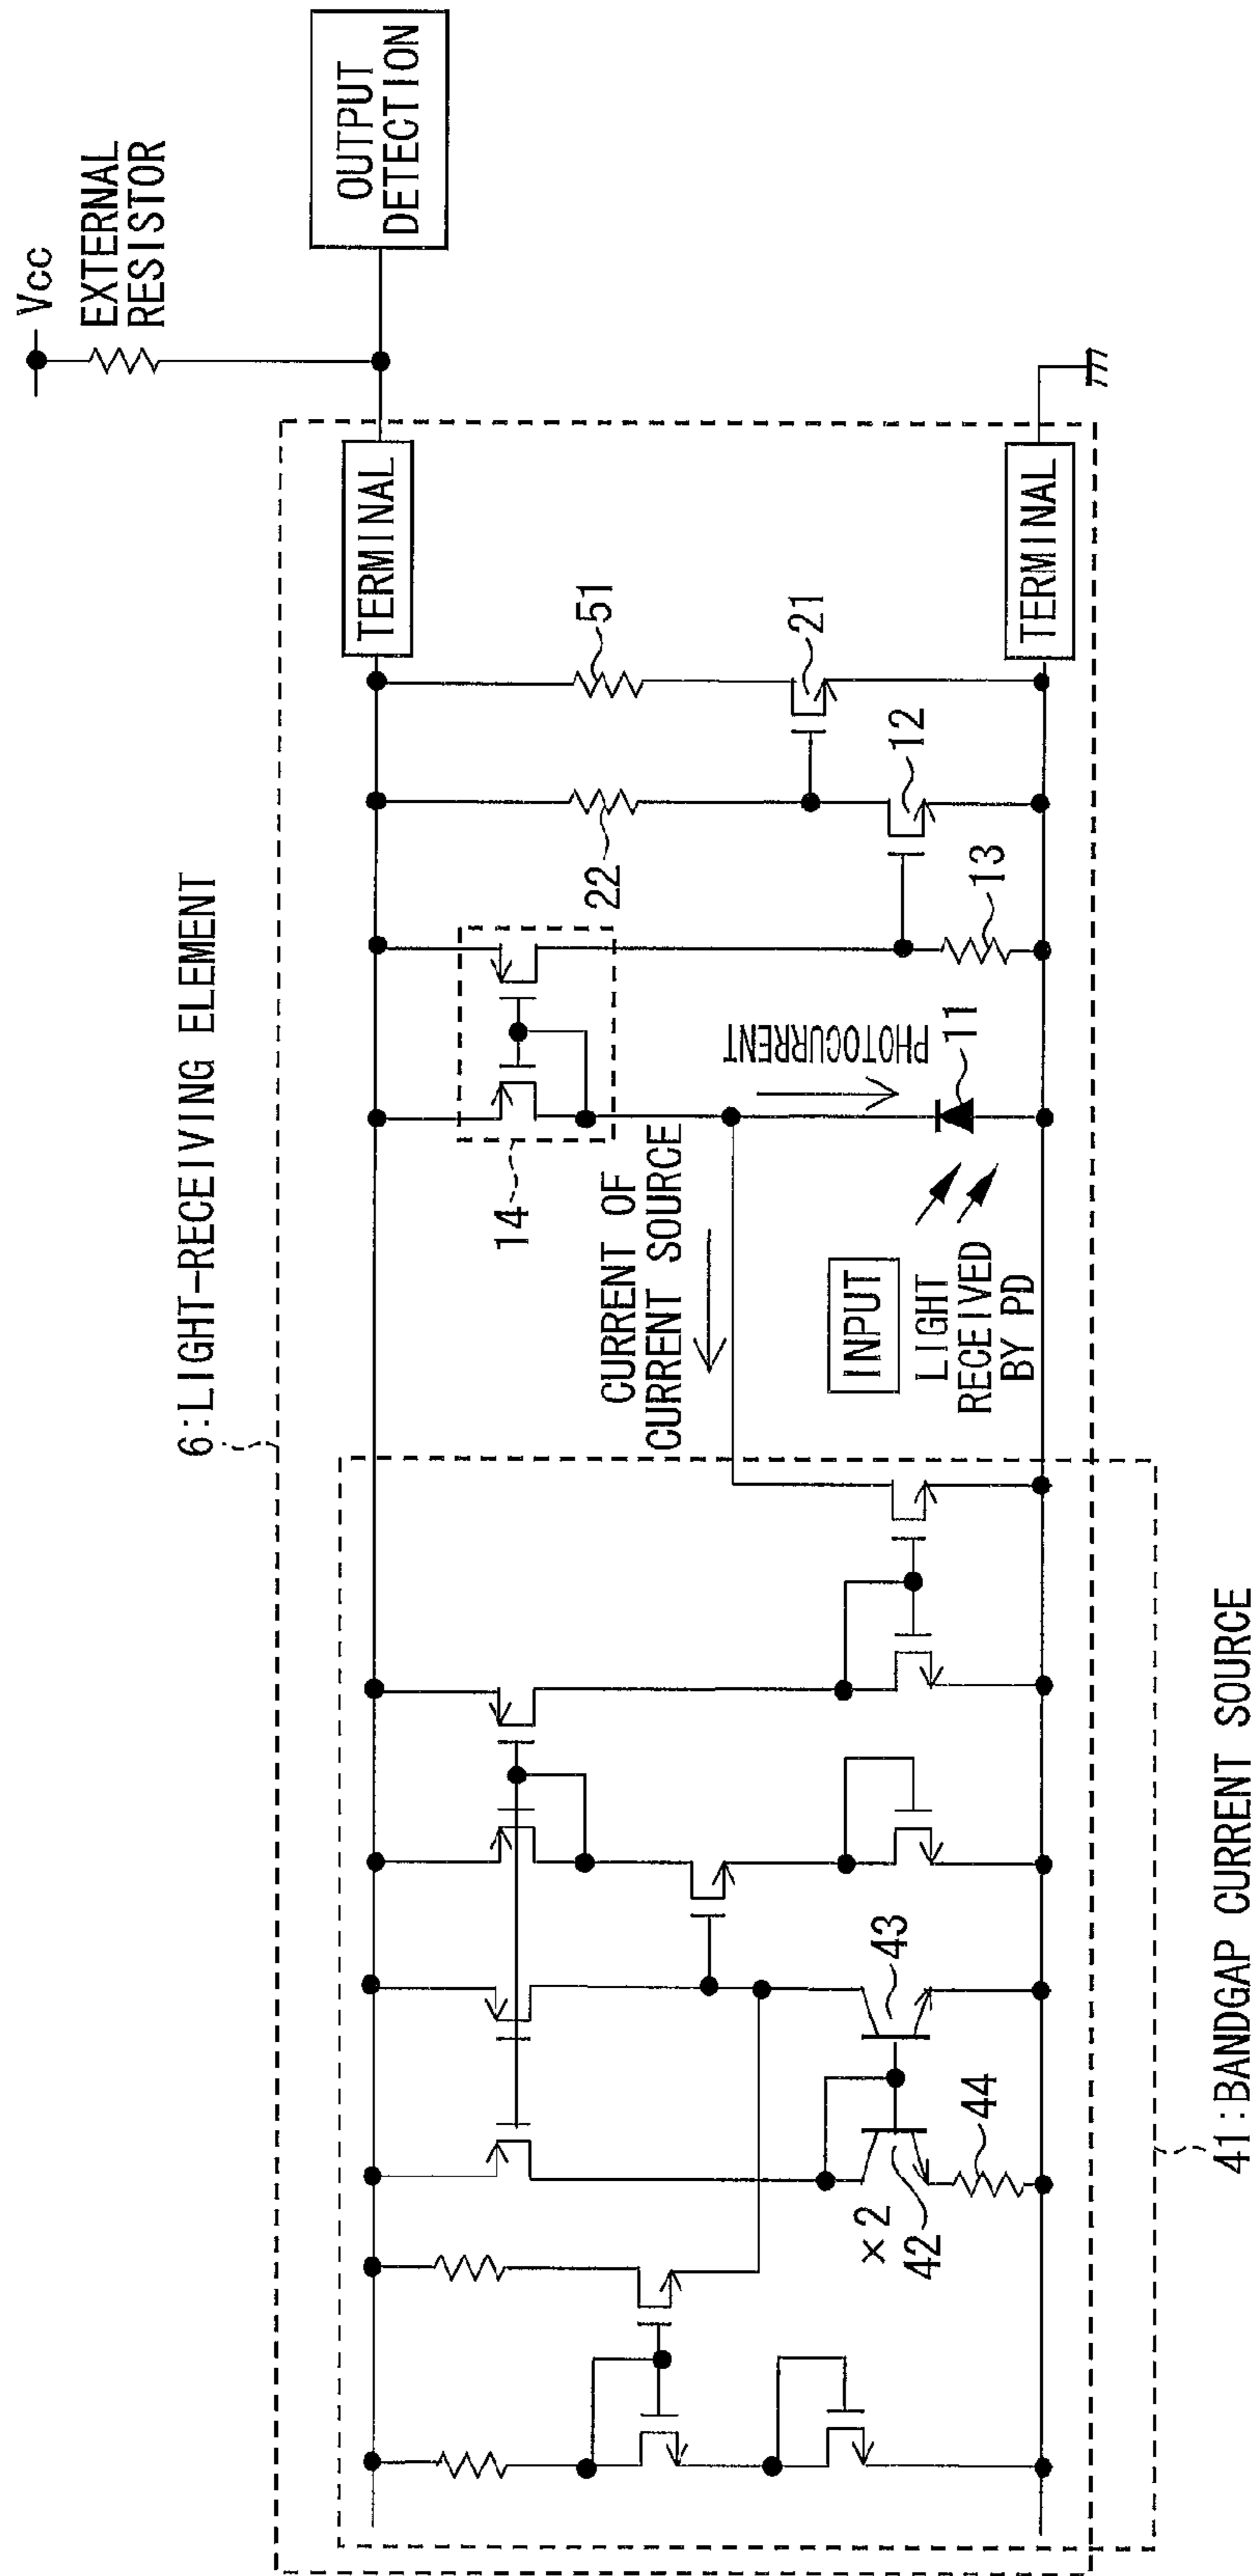 6:LIGHT-RECEIVING ELEMENT
Vcc
EXTERNAL
RESISTOR
OUTPUT
DETECTION
TERMINAL
14
22
51
21
12
13
11
PHOTOCURRENT
CURRENT OF
CURRENT SOURCE
INPUT
LIGHT
RECEIVED
BY PD
TERMINAL
×2
42
43
44
41:BANDGAP CURRENT SOURCE